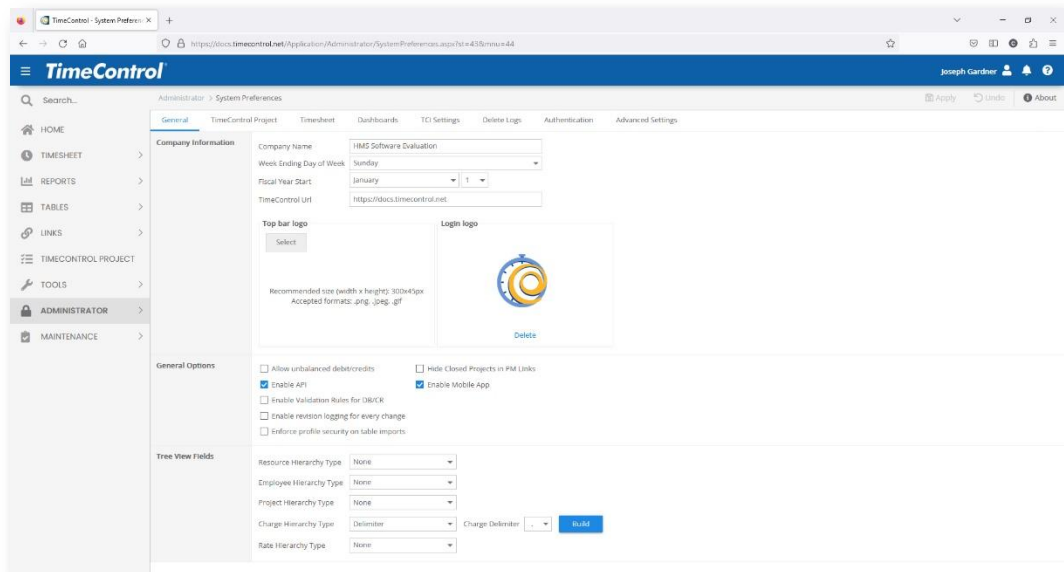 TimeControl - System Preferen
https://docs.timecontrol.net/Application/Administrator/SystemPreferences.aspx?st=43&mnu=44
TimeControl
Joseph Gardner
Search...
Administrator > System Preferences
Apply Undo About
HOME
TIMESHEET
REPORTS
TABLES
LINKS
TIMECONTROL PROJECT
TOOLS
ADMINISTRATOR
MAINTENANCE
General TimeControl Project Timesheet Dashboards TCI Settings Delete Logs Authentication Advanced Settings
Company Information
Company Name HMS Software Evaluation
Week Ending Day of Week Sunday
Fiscal Year Start January 1
TimeControl Url https://docs.timecontrol.net
Top bar logo
Select
Recommended size (width x height): 300x45px
Accepted formats: .png, .jpeg, .gif
Login logo
Delete
General Options
Allow unbalanced debit/credits Hide Closed Projects in PM Links
Enable API Enable Mobile App
Enable Validation Rules for DB/CR
Enable revision logging for every change
Enforce profile security on table imports
Tree View Fields
Resource Hierarchy Type None
Employee Hierarchy Type None
Project Hierarchy Type None
Charge Hierarchy Type Delimiter Charge Delimiter . Build
Rate Hierarchy Type None